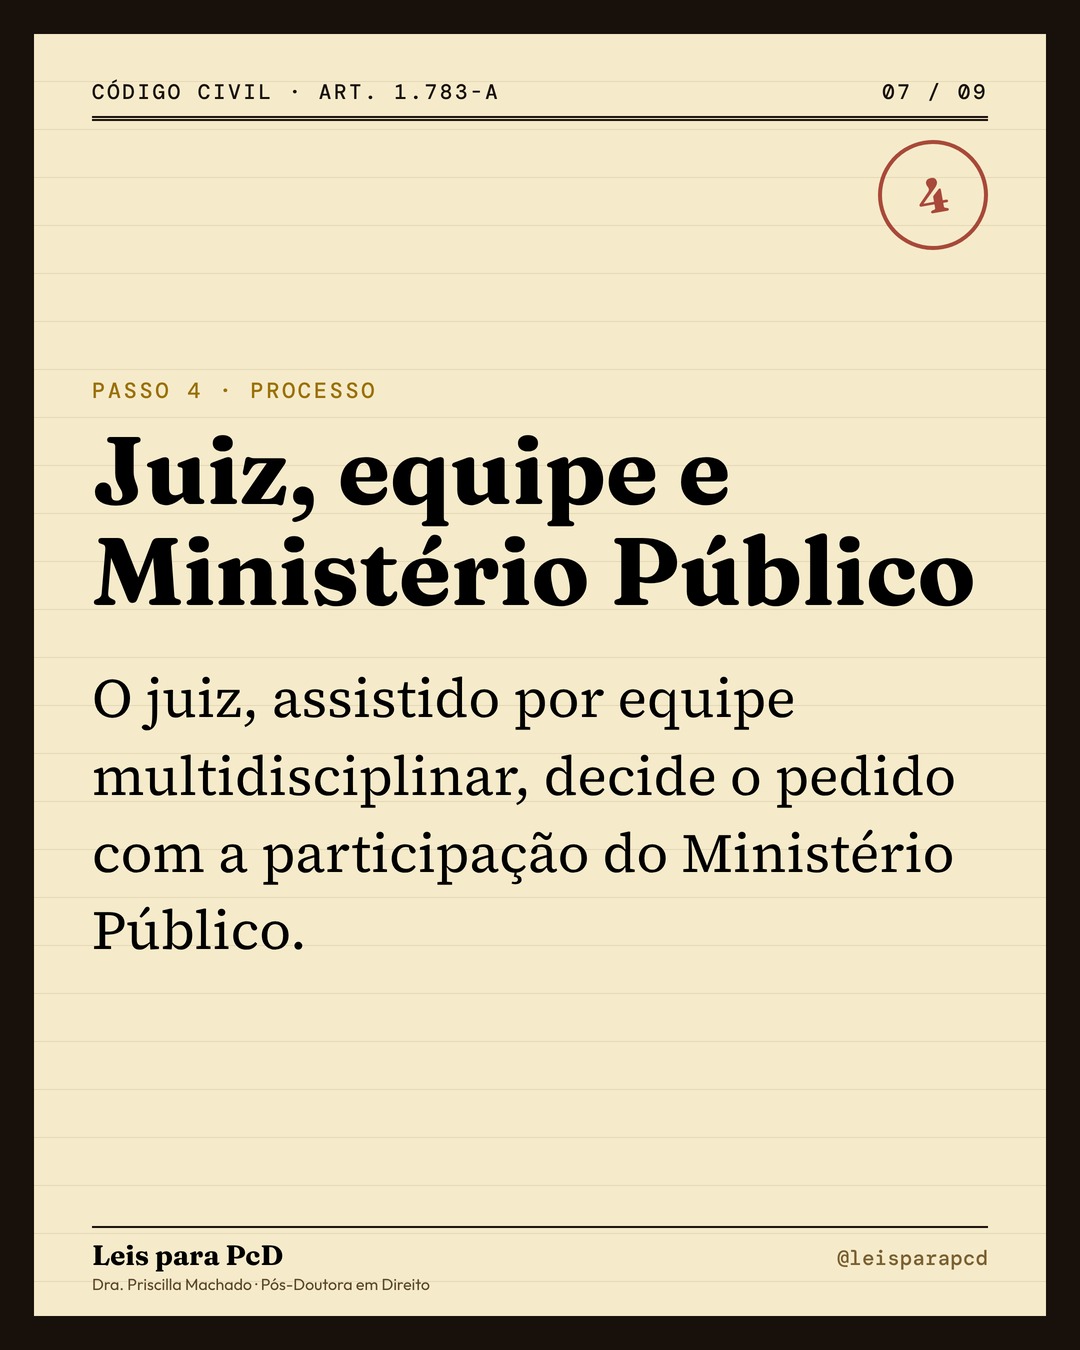 CÓDIGO CIVIL · ART. 1.783-A
07 / 09
4
PASSO 4 · PROCESSO
Juiz, equipe e
Ministério Público
O juiz, assistido por equipe
multidisciplinar, decide o pedido
com a participação do Ministério
Público.
Leis para PcD
Dra. Priscilla Machado · Pós-Doutora em Direito
@leisparapcd